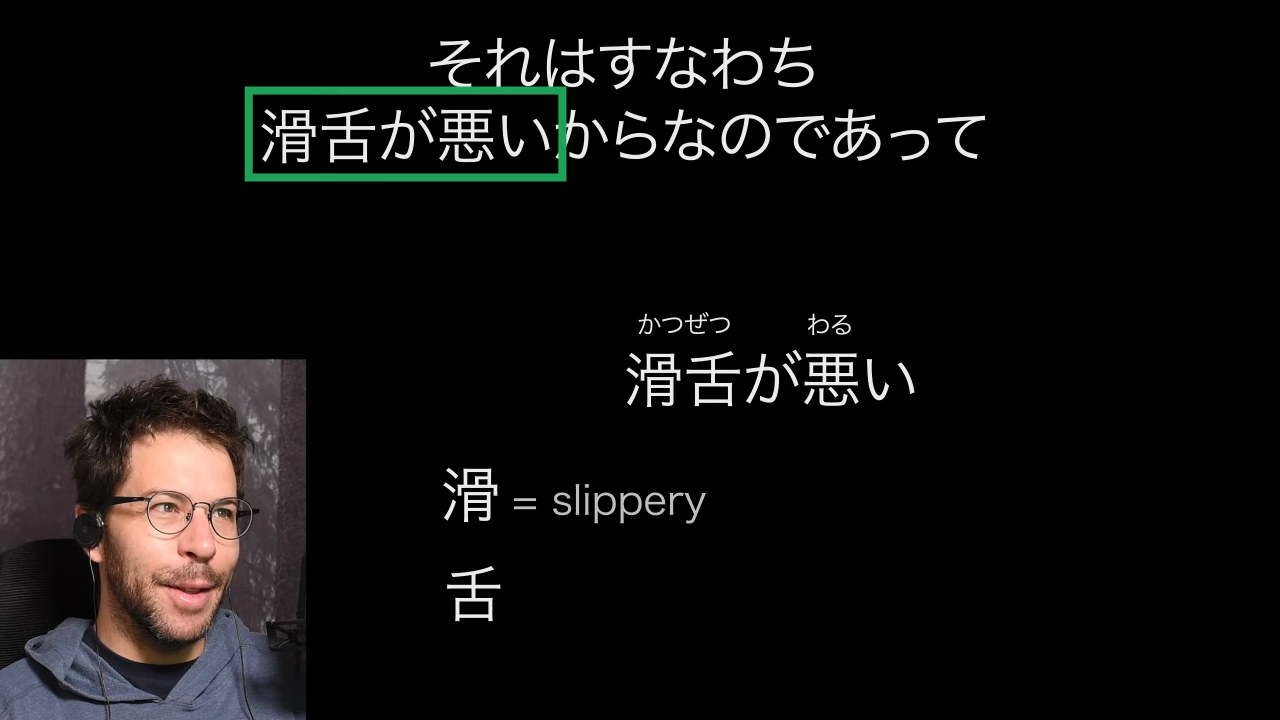 それはすなわち
滑舌が悪いからなのであって
かつぜつ わる
滑舌が悪い
滑 = slippery
舌